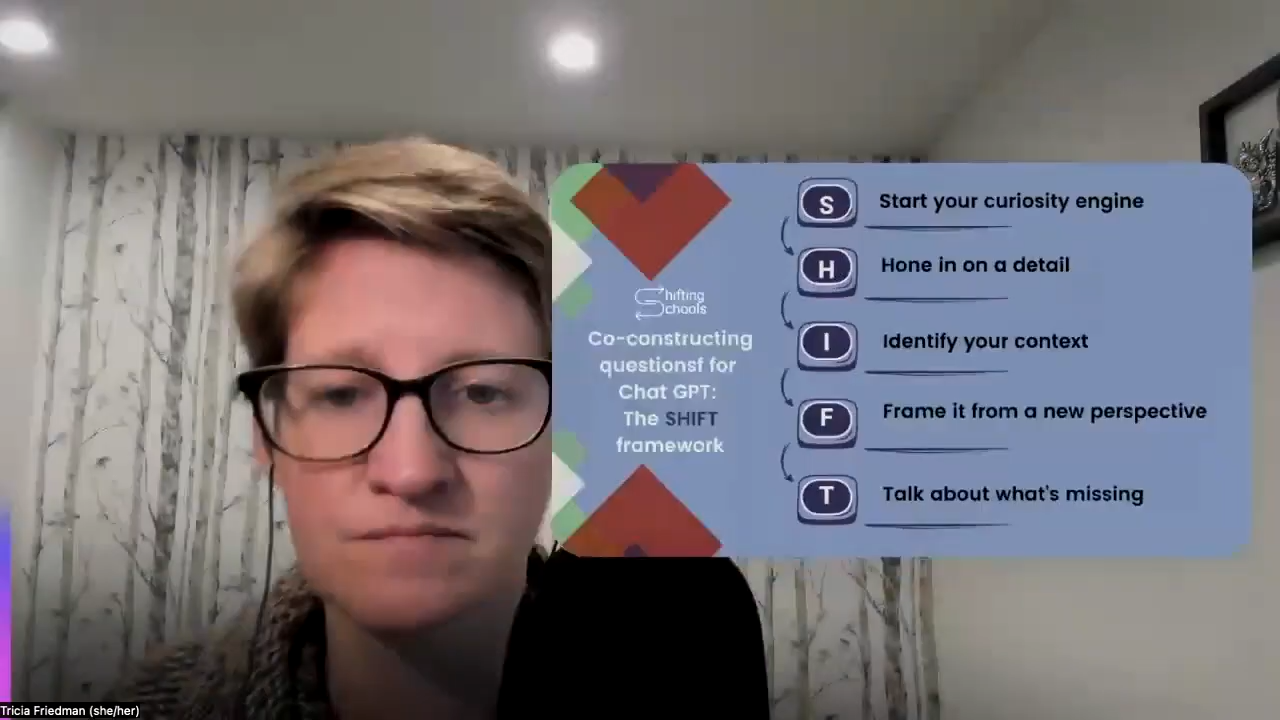 Shifting
Schools
Co-constructing
questionsf for
Chat GPT:
The SHIFT
framework
S
Start your curiosity engine
H
Hone in on a detail
I
Identify your context
F
Frame it from a new perspective
T
Talk about what's missing
Tricia Friedman (she/her)